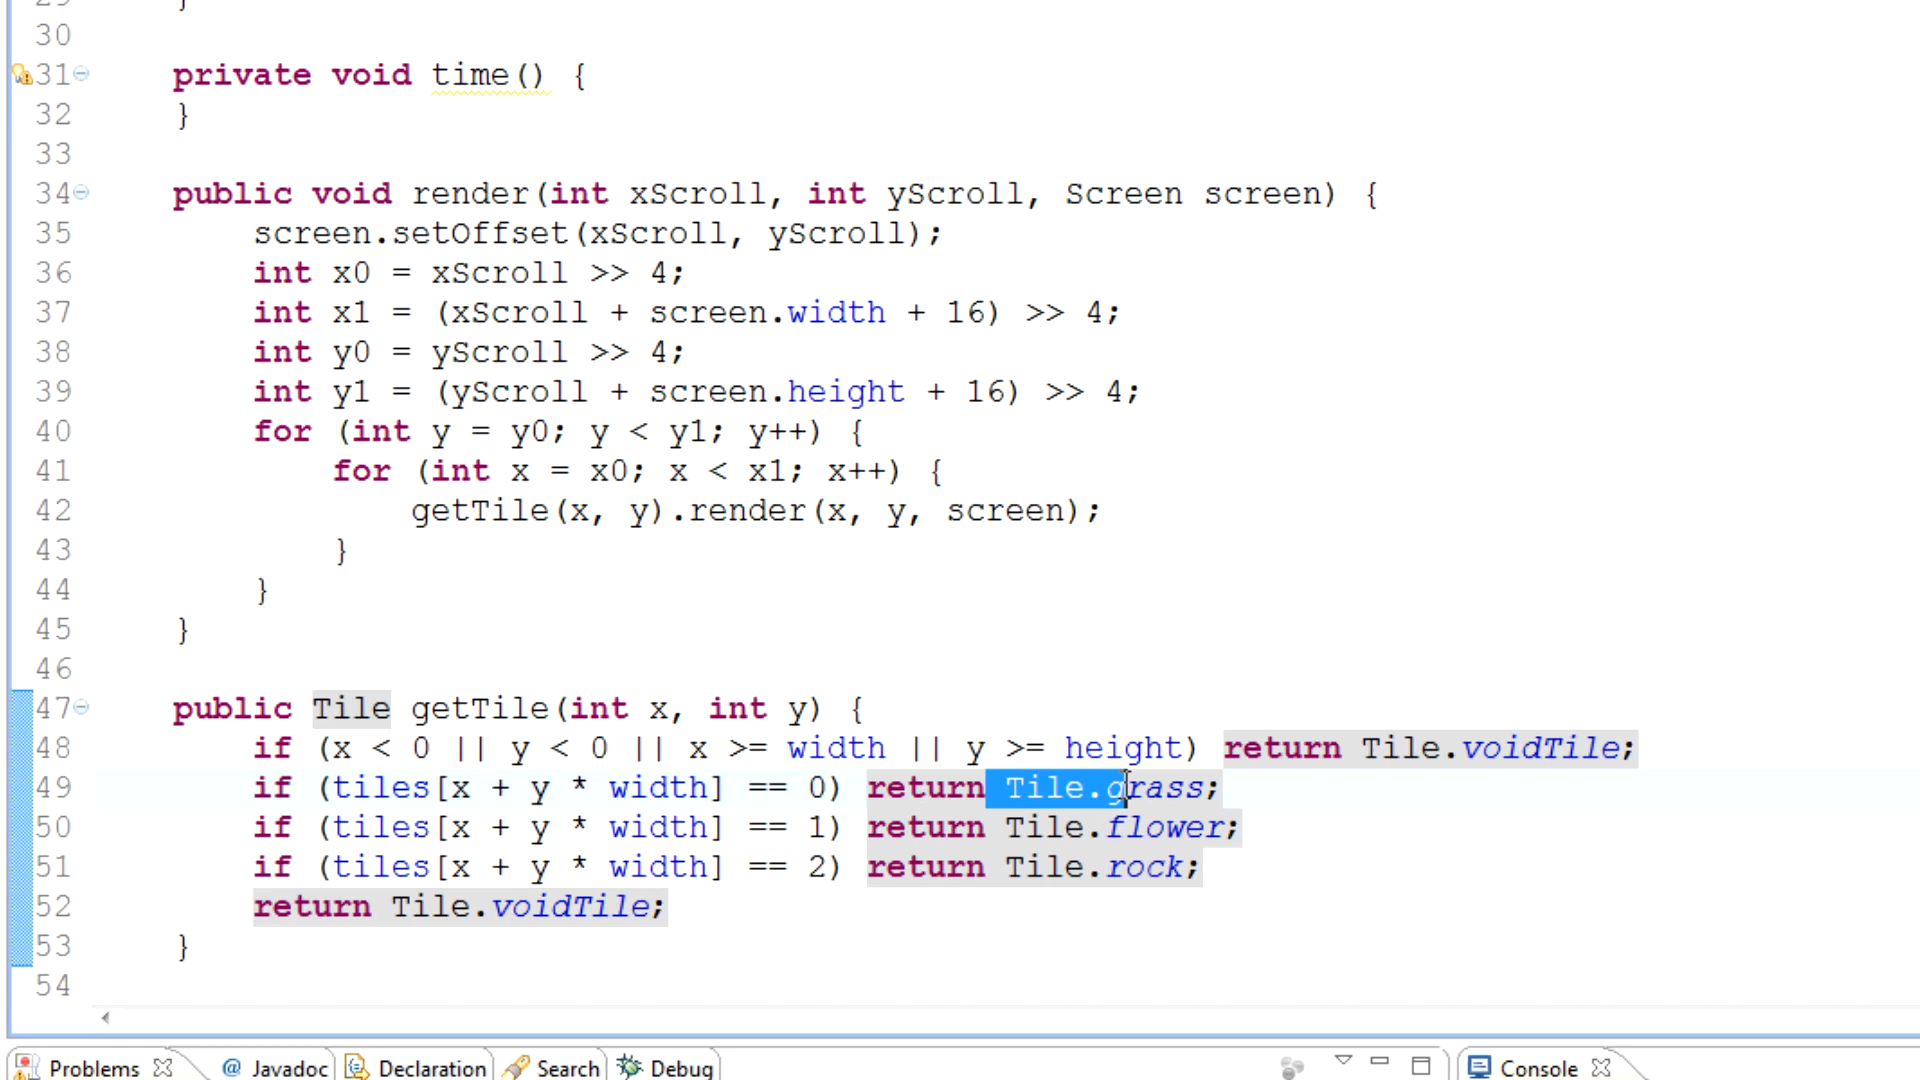 29 }
30
31 private void time() {
32 }
33
34 public void render(int xScroll, int yScroll, Screen screen) {
35 screen.setOffset(xScroll, yScroll);
36 int x0 = xScroll >> 4;
37 int x1 = (xScroll + screen.width + 16) >> 4;
38 int y0 = yScroll >> 4;
39 int y1 = (yScroll + screen.height + 16) >> 4;
40 for (int y = y0; y < y1; y++) {
41 for (int x = x0; x < x1; x++) {
42 getTile(x, y).render(x, y, screen);
43 }
44 }
45 }
46
47 public Tile getTile(int x, int y) {
48 if (x < 0 || y < 0 || x >= width || y >= height) return Tile.voidTile;
49 if (tiles[x + y * width] == 0) return Tile.grass;
50 if (tiles[x + y * width] == 1) return Tile.flower;
51 if (tiles[x + y * width] == 2) return Tile.rock;
52 return Tile.voidTile;
53 }
54
Problems @ Javadoc Declaration Search Debug Console